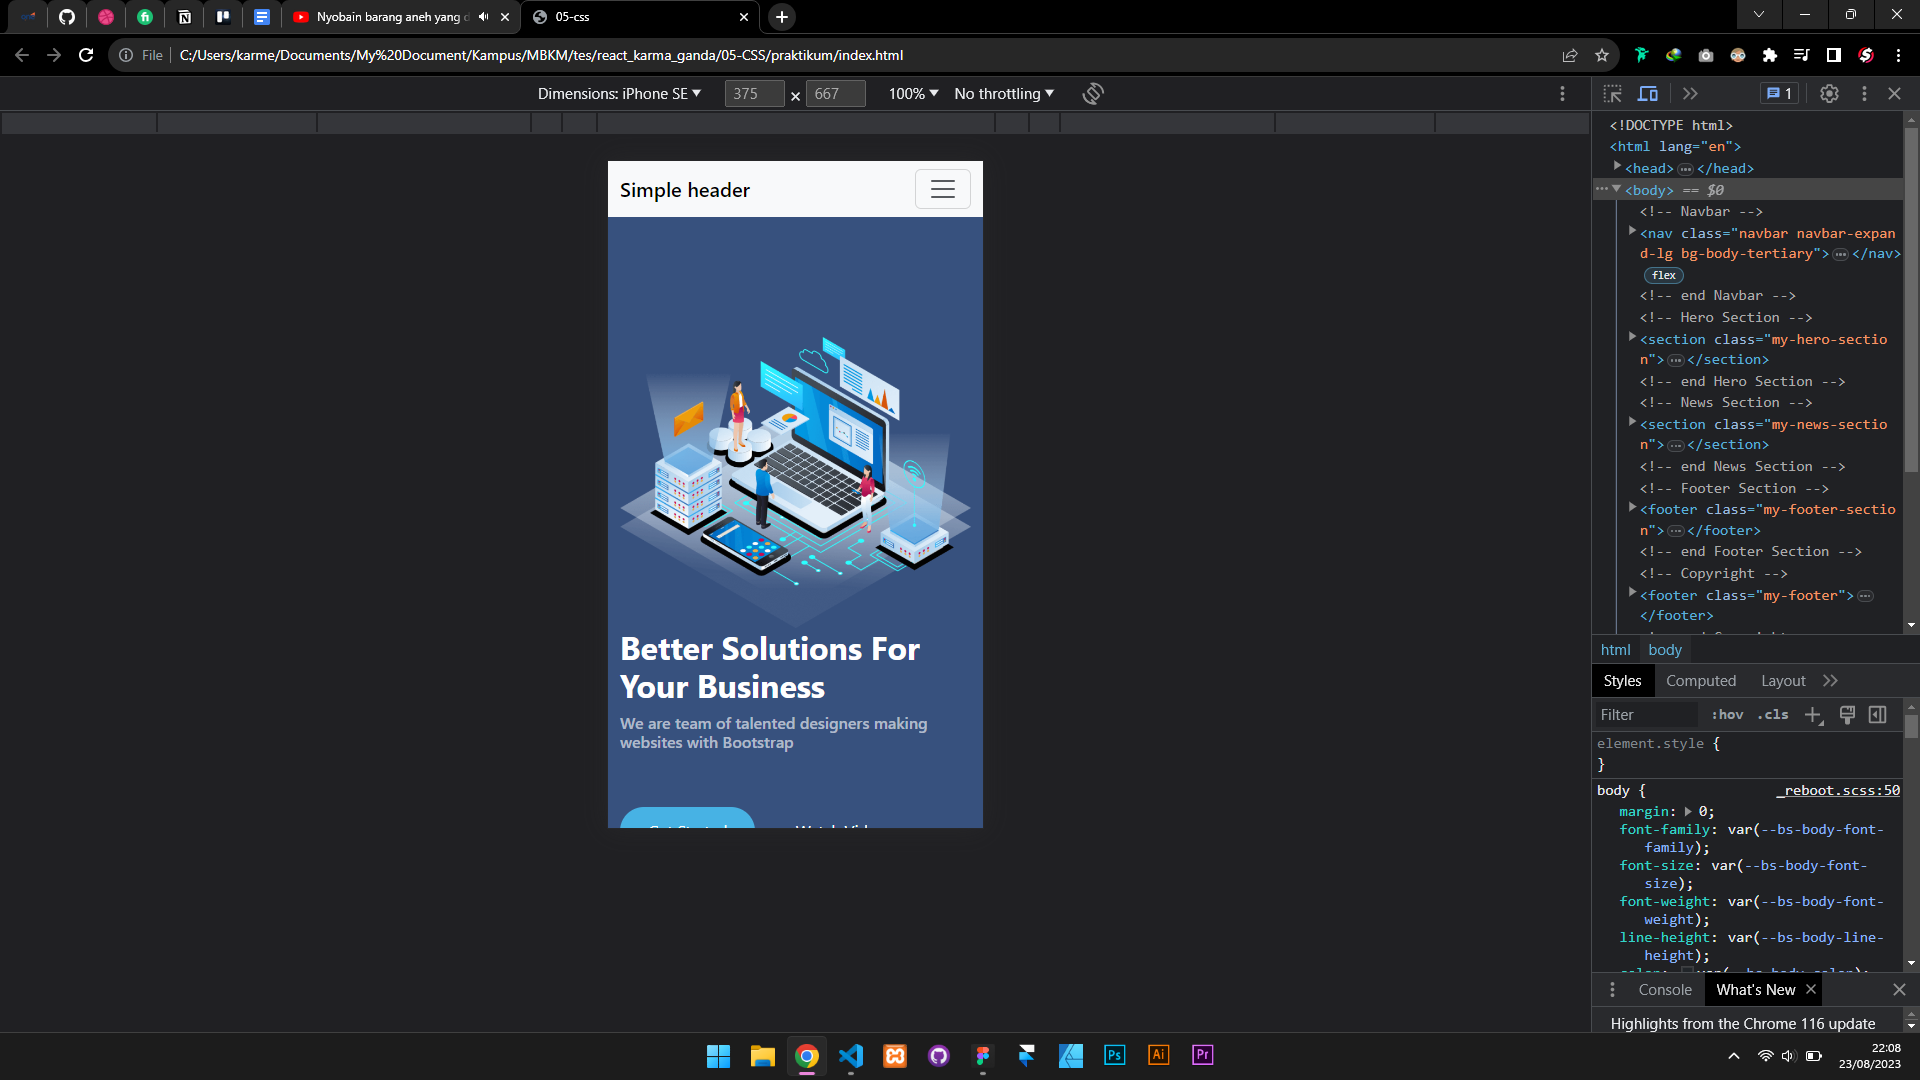 Nyobain barang aneh yang d
05-css
File
C:/Users/karme/Documents/My%20Document/Kampus/MBKM/tes/react_karma_ganda/05-CSS/praktikum/index.html
Dimensions: iPhone SE
375 × 667
100%
No throttling
1
Simple header
Better Solutions For
Your Business
We are team of talented designers making
websites with Bootstrap
<!DOCTYPE html>
<html lang="en">
<head> </head>
<body> == $0
<!-- Navbar -->
<nav class="navbar navbar-expan
d-lg bg-body-tertiary"> </nav>
flex
<!-- end Navbar -->
<!-- Hero Section -->
<section class="my-hero-sectio
n"> </section>
<!-- end Hero Section -->
<!-- News Section -->
<section class="my-news-sectio
n"> </section>
<!-- end News Section -->
<!-- Footer Section -->
<footer class="my-footer-sectio
n"> </footer>
<!-- end Footer Section -->
<!-- Copyright -->
<footer class="my-footer">
</footer>
html body
Styles Computed Layout
Filter :hov .cls
element.style {
}
body { _reboot.scss:50
margin: 0;
font-family: var(--bs-body-font-
family);
font-size: var(--bs-body-font-
size);
font-weight: var(--bs-body-font-
weight);
line-height: var(--bs-body-line-
height);
Console What's New
Highlights from the Chrome 116 update
Ps Ai Pr
22:08
23/08/2023